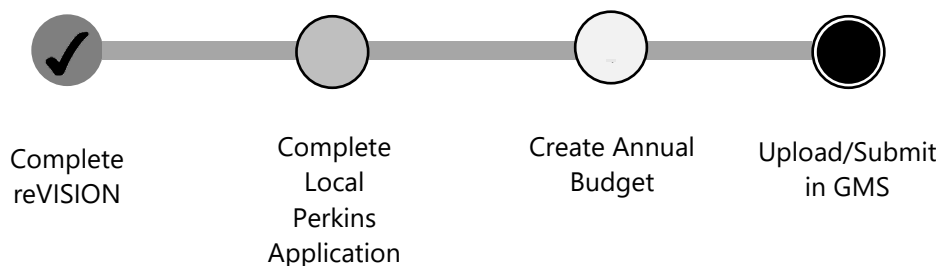 Complete
reVISION
Complete
Local
Perkins
Application
Create Annual
Budget
Upload/Submit
in GMS